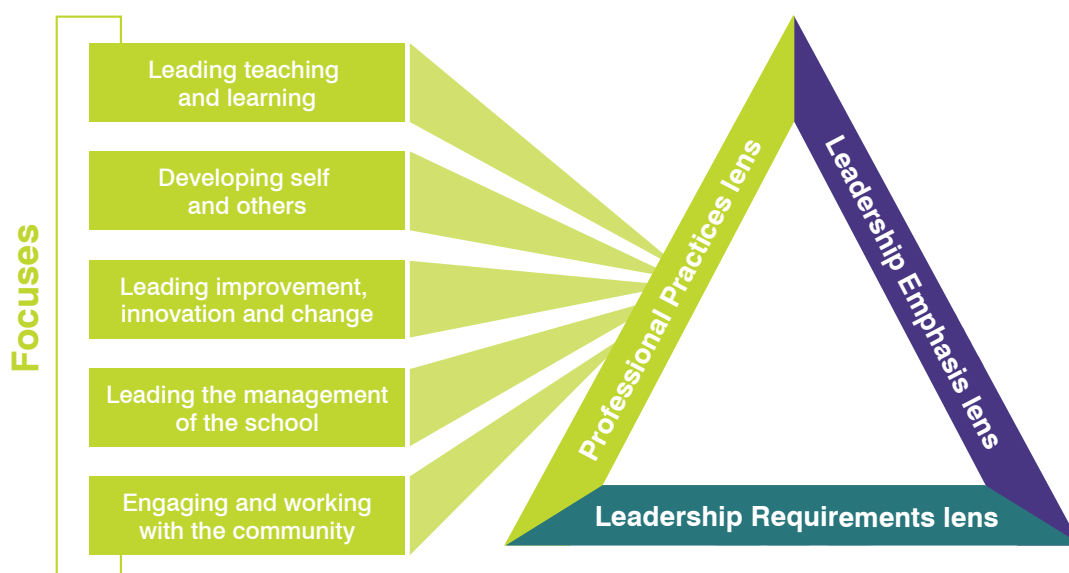 Focuses
Leading teaching
and learning
Developing self
and others
Leading improvement,
innovation and change
Leading the management
of the school
Engaging and working
with the community
Professional Practices lens
Leadership Emphasis lens
Leadership Requirements lens